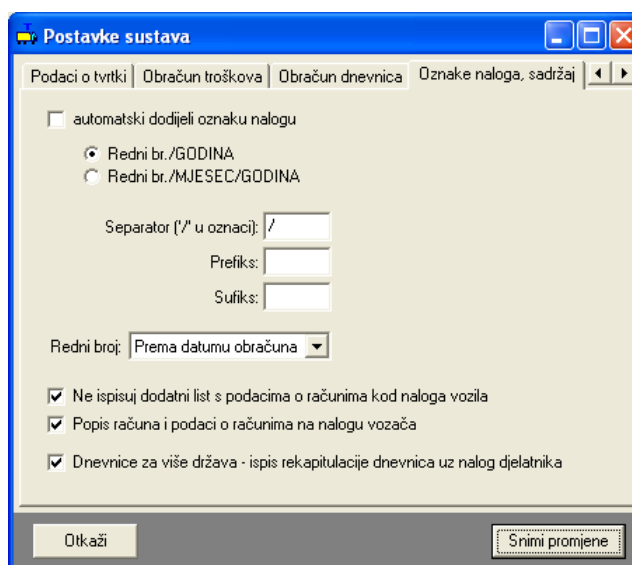 Postavke sustava
Podaci o tvrtki Obračun troškova Obračun dnevnica Oznake naloga, sadržaj
automatski dodijeli oznaku nalogu
Redni br./GODINA
Redni br./MJESEC/GODINA
Separator ('/' u oznaci): /
Prefiks:
Sufiks:
Redni broj: Prema datumu obračuna
Ne ispisuj dodatni list s podacima o računima kod naloga vozila
Popis računa i podaci o računima na nalogu vozača
Dnevnice za više država - ispis rekapitulacije dnevnica uz nalog djelatnika
Otkaži Snimi promjene